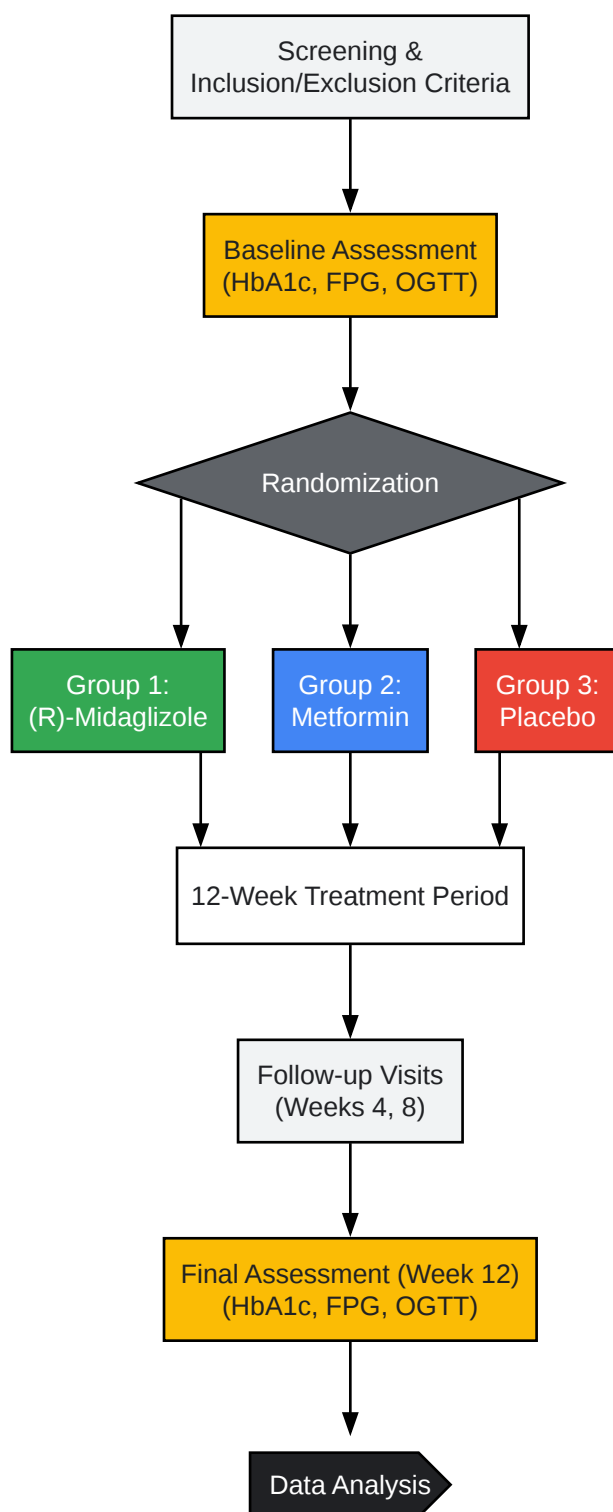 Screening &
Inclusion/Exclusion Criteria
Baseline Assessment
(HbA1c, FPG, OGTT)
Randomization
Group 1:
(R)-Midaglizole
Group 2:
Metformin
Group 3:
Placebo
12-Week Treatment Period
Follow-up Visits
(Weeks 4, 8)
Final Assessment (Week 12)
(HbA1c, FPG, OGTT)
Data Analysis